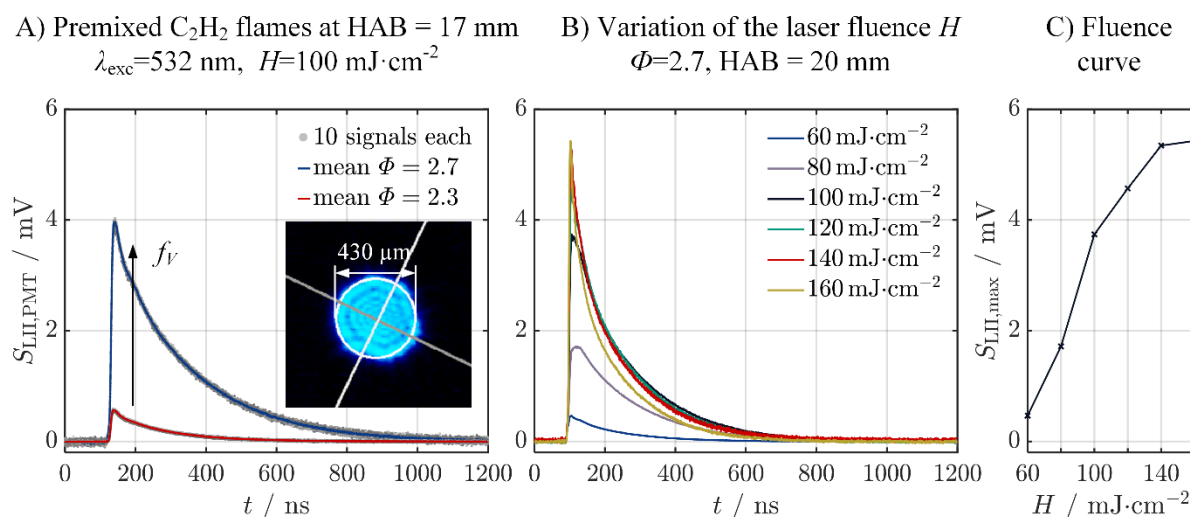 A) Premixed C₂H₂ flames at HAB = 17 mm
λexc=532 nm, H=100 mJ·cm⁻²
B) Variation of the laser fluence H
Φ=2.7, HAB = 20 mm
C) Fluence
curve
6
4
2
0
S_LII,PMT / mV
10 signals each
mean Φ = 2.7
mean Φ = 2.3
f_V
430 µm
0 200 400 600 800 1000 1200
t / ns
6
4
2
0
60 mJ·cm⁻²
80 mJ·cm⁻²
100 mJ·cm⁻²
120 mJ·cm⁻²
140 mJ·cm⁻²
160 mJ·cm⁻²
0 200 400 600 800 1000 1200
t / ns
6
4
2
0
S_LII,max / mV
60 100 140
H / mJ·cm⁻²